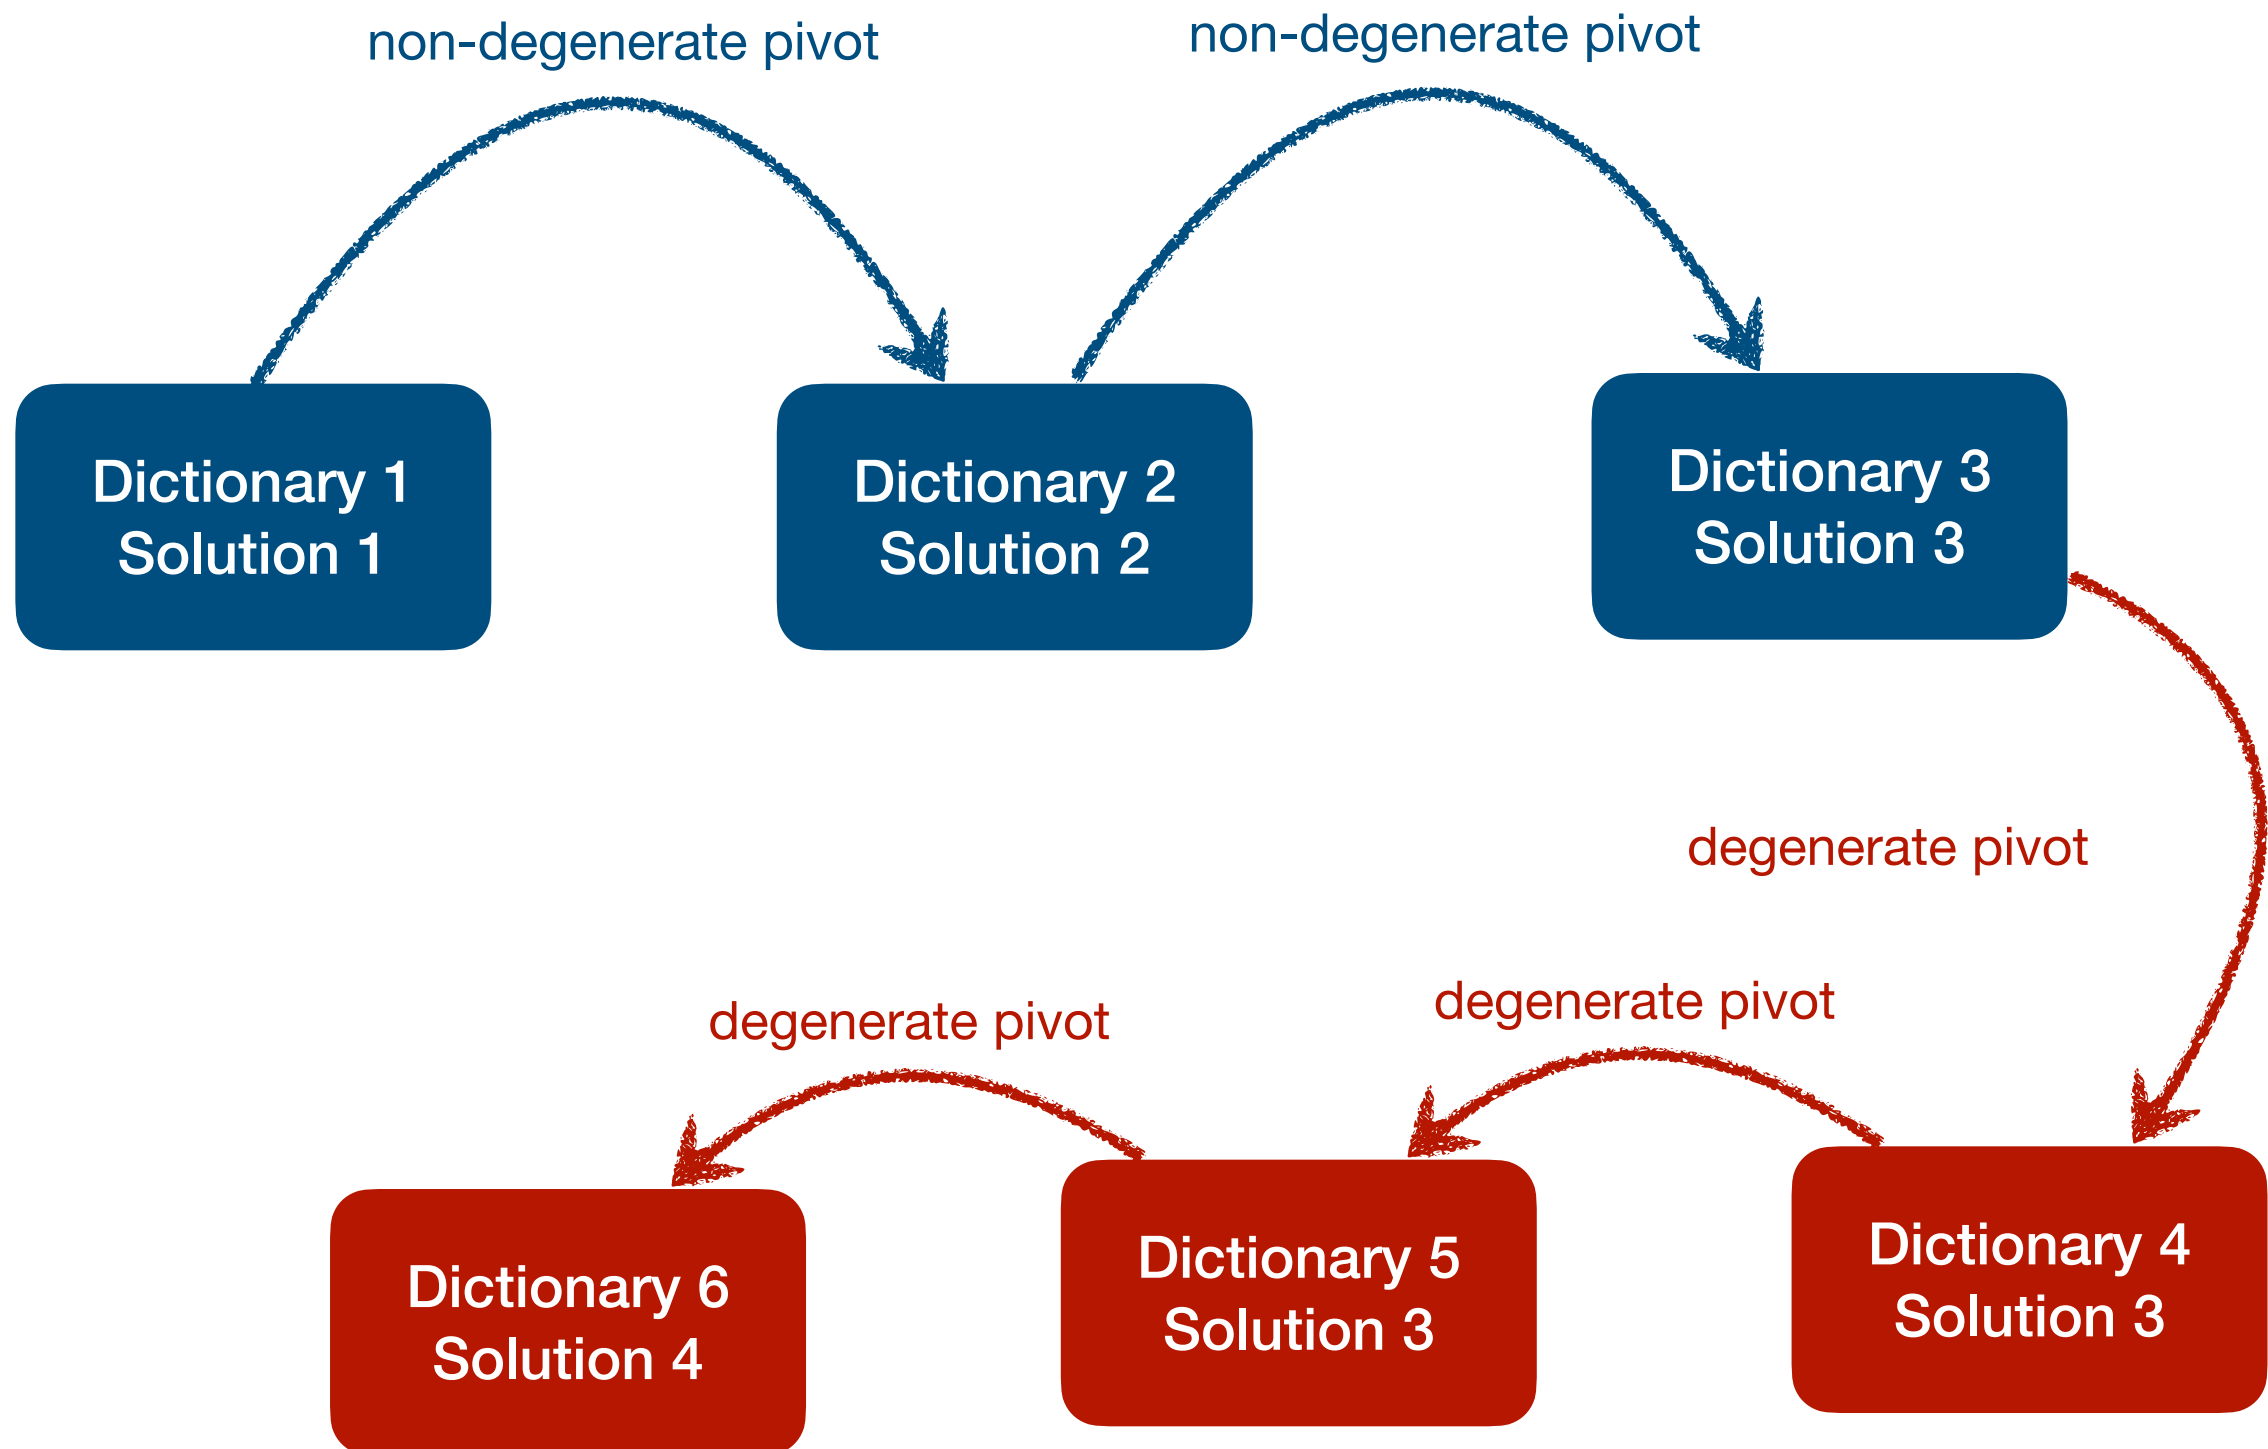 non-degenerate pivot
non-degenerate pivot
Dictionary 1
Solution 1
Dictionary 2
Solution 2
Dictionary 3
Solution 3
degenerate pivot
degenerate pivot
degenerate pivot
Dictionary 4
Solution 3
Dictionary 5
Solution 3
Dictionary 6
Solution 4